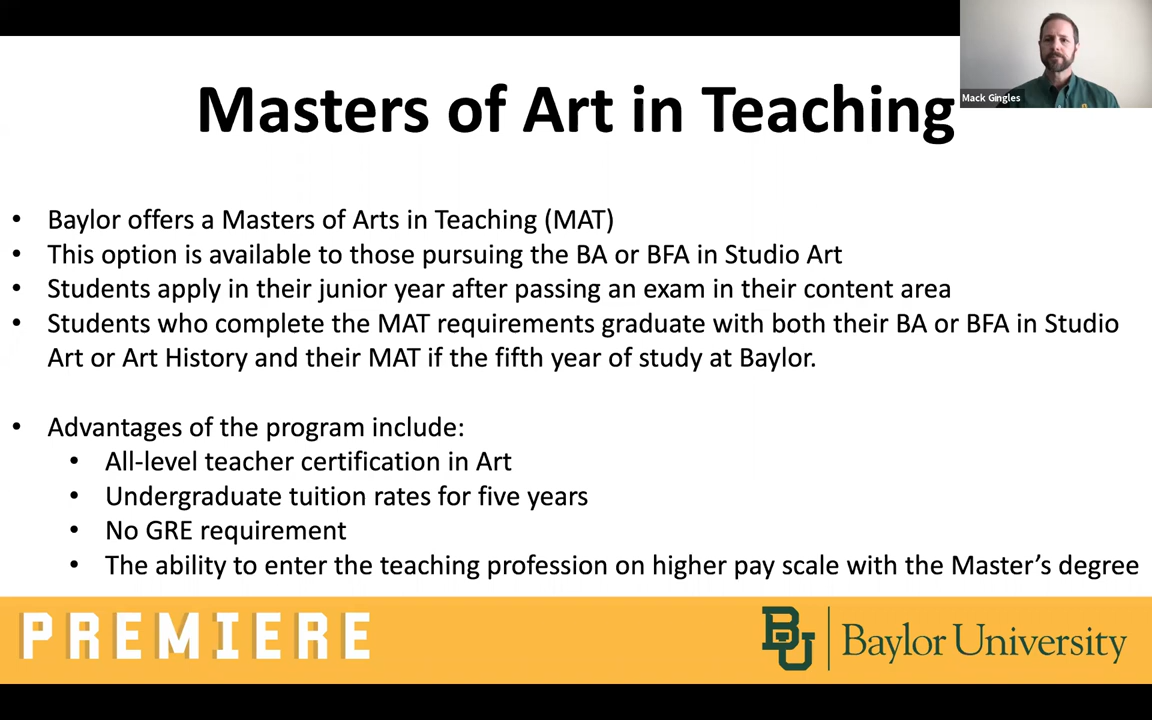 Masters of Art in Teaching
Mack Gingles
• Baylor offers a Masters of Arts in Teaching (MAT)
• This option is available to those pursuing the BA or BFA in Studio Art
• Students apply in their junior year after passing an exam in their content area
• Students who complete the MAT requirements graduate with both their BA or BFA in Studio
Art or Art History and their MAT if the fifth year of study at Baylor.
• Advantages of the program include:
• All-level teacher certification in Art
• Undergraduate tuition rates for five years
• No GRE requirement
• The ability to enter the teaching profession on higher pay scale with the Master’s degree
PREMIERE
BU Baylor University